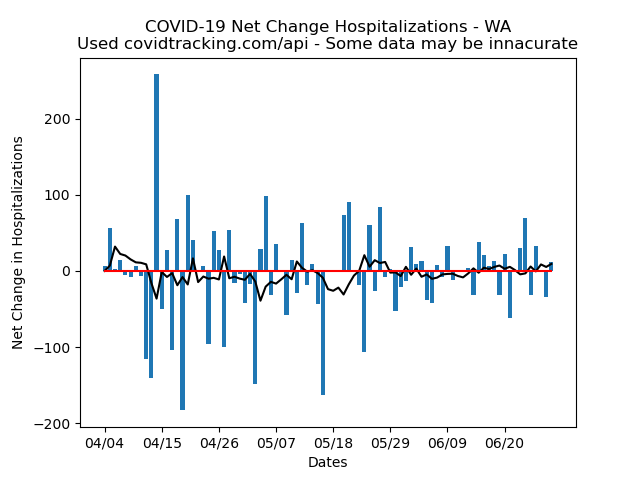 COVID-19 Net Change Hospitalizations - WA
Used covidtracking.com/api - Some data may be innacurate
Net Change in Hospitalizations
200
100
0
−100
−200
04/04 04/15 04/26 05/07 05/18 05/29 06/09 06/20
Dates